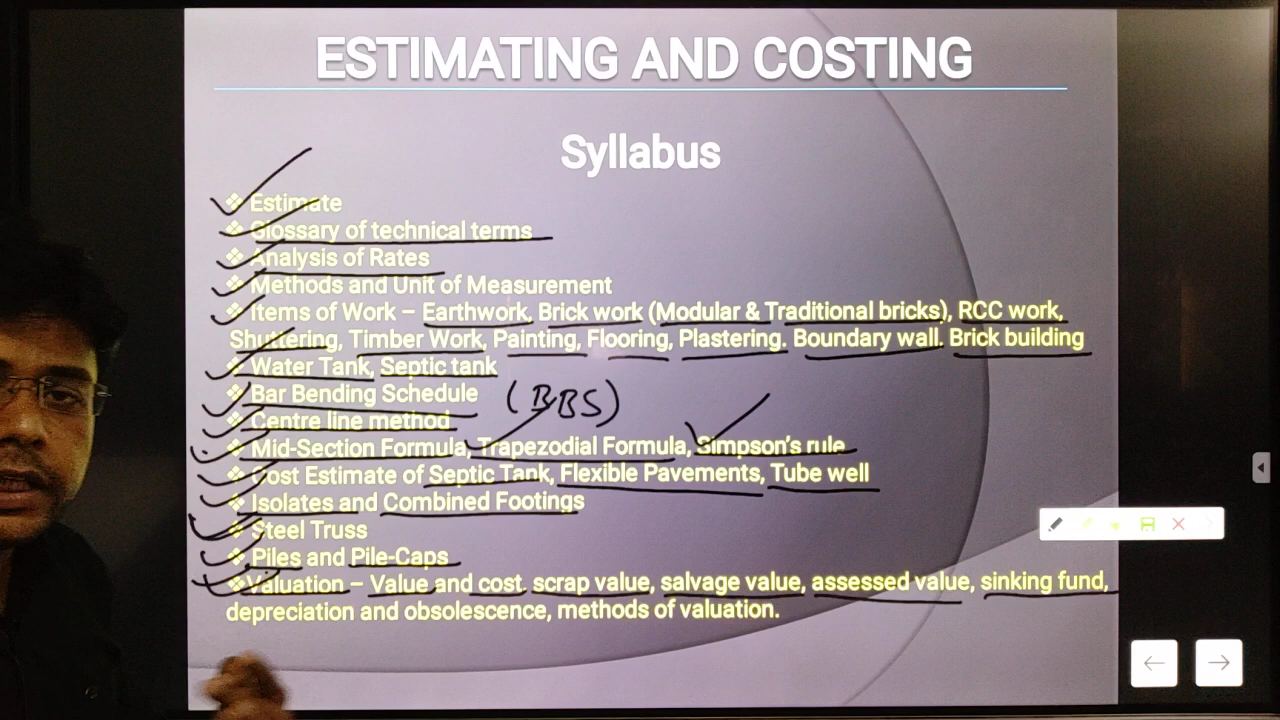 ESTIMATING AND COSTING
Syllabus
❖ Estimate
❖ Glossary of technical terms
❖ Analysis of Rates
❖ Methods and Unit of Measurement
❖ Items of Work – Earthwork, Brick work (Modular & Traditional bricks), RCC work,
Shuttering, Timber Work, Painting, Flooring, Plastering. Boundary wall. Brick building
❖ Water Tank, Septic tank
❖ Bar Bending Schedule (BBS)
❖ Centre line method
❖ Mid-Section Formula, Trapezodial Formula, Simpson's rule
❖ Cost Estimate of Septic Tank, Flexible Pavements, Tube well
❖ Isolates and Combined Footings
❖ Steel Truss
❖ Piles and Pile-Caps
❖ Valuation – Value and cost. scrap value, salvage value, assessed value, sinking fund,
depreciation and obsolescence, methods of valuation.